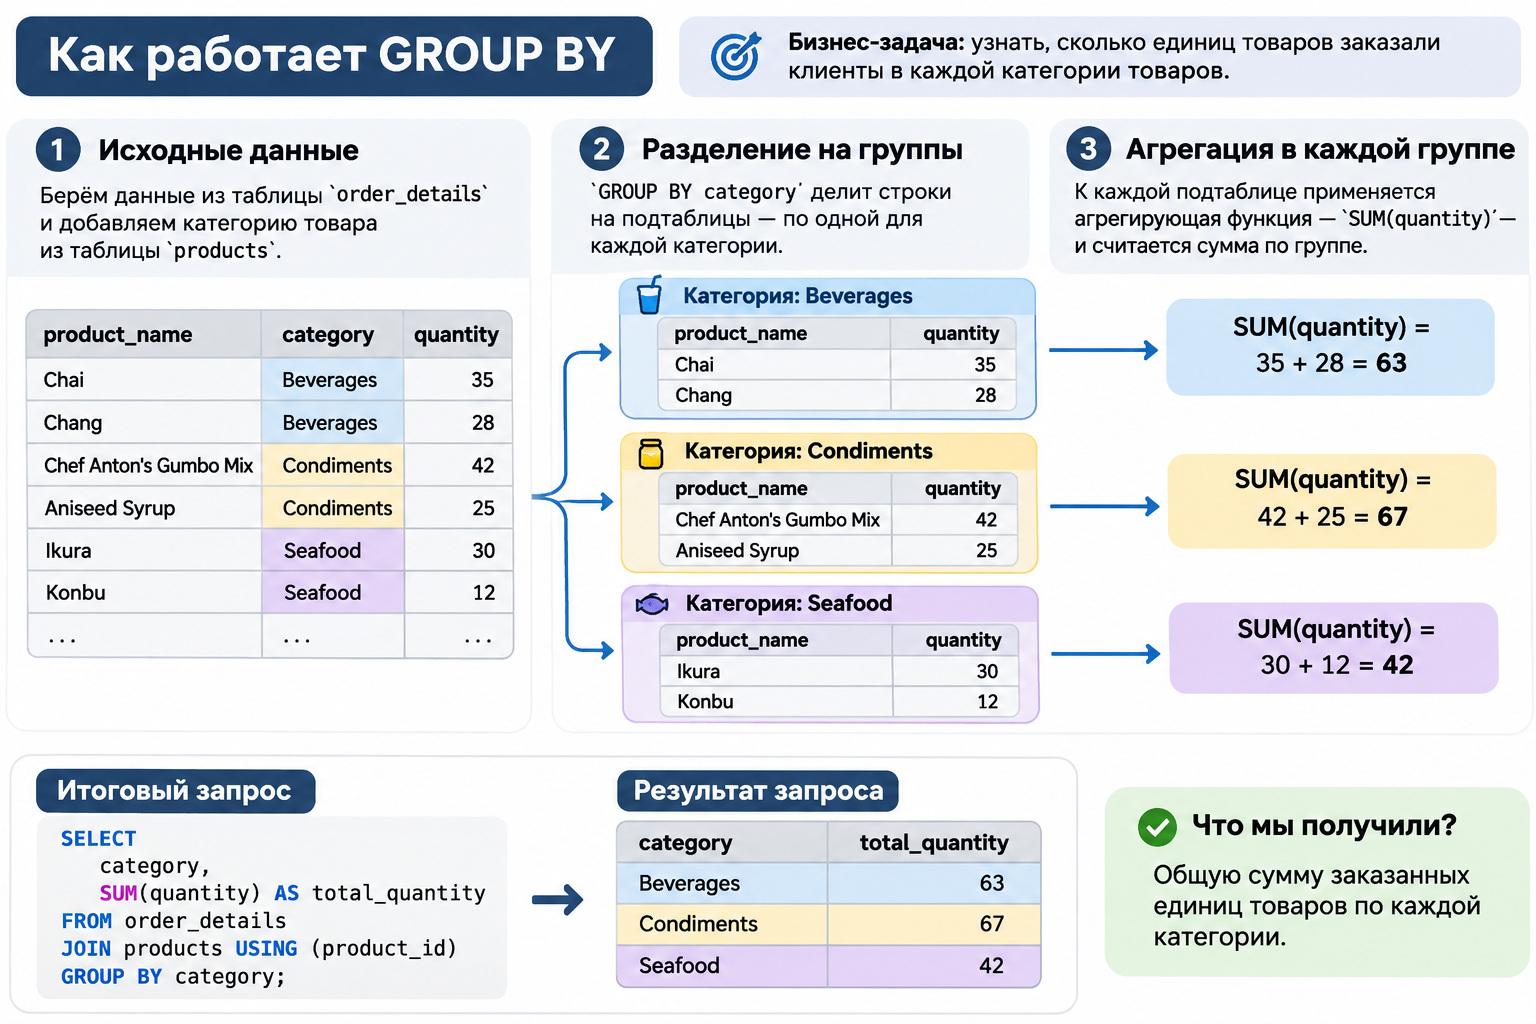 Как работает GROUP BY
Бизнес-задача: узнать, сколько единиц товаров заказали
клиенты в каждой категории товаров.
1 Исходные данные
Берём данные из таблицы `order_details`
и добавляем категорию товара
из таблицы `products`.
product_name category quantity
Chai Beverages 35
Chang Beverages 28
Chef Anton's Gumbo Mix Condiments 42
Aniseed Syrup Condiments 25
Ikura Seafood 30
Konbu Seafood 12
... ... ...
2 Разделение на группы
`GROUP BY category` делит строки
на подтаблицы — по одной для
каждой категории.
Категория: Beverages
product_name quantity
Chai 35
Chang 28
Категория: Condiments
product_name quantity
Chef Anton's Gumbo Mix 42
Aniseed Syrup 25
Категория: Seafood
product_name quantity
Ikura 30
Konbu 12
3 Агрегация в каждой группе
К каждой подтаблице применяется
агрегирующая функция — `SUM(quantity)`—
и считается сумма по группе.
SUM(quantity) =
35 + 28 = 63
SUM(quantity) =
42 + 25 = 67
SUM(quantity) =
30 + 12 = 42
Итоговый запрос
SELECT
category,
SUM(quantity) AS total_quantity
FROM order_details
JOIN products USING (product_id)
GROUP BY category;
Результат запроса
category total_quantity
Beverages 63
Condiments 67
Seafood 42
Что мы получили?
Общую сумму заказанных
единиц товаров по каждой
категории.